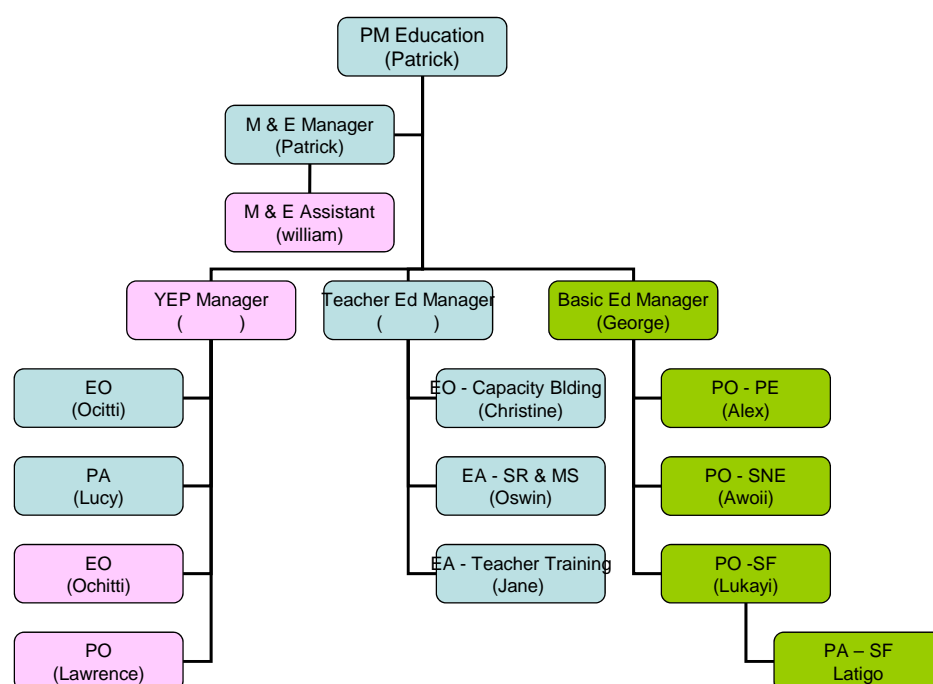 PM Education
(Patrick)
M & E Manager
(Patrick)
M & E Assistant
(william)
YEP Manager
(          )
Teacher Ed Manager
(          )
Basic Ed Manager
(George)
EO
(Ocitti)
EO - Capacity Blding
(Christine)
PO - PE
(Alex)
PA
(Lucy)
EA - SR & MS
(Oswin)
PO - SNE
(Awoii)
EO
(Ochitti)
EA - Teacher Training
(Jane)
PO -SF
(Lukayi)
PO
(Lawrence)
PA – SF
Latigo